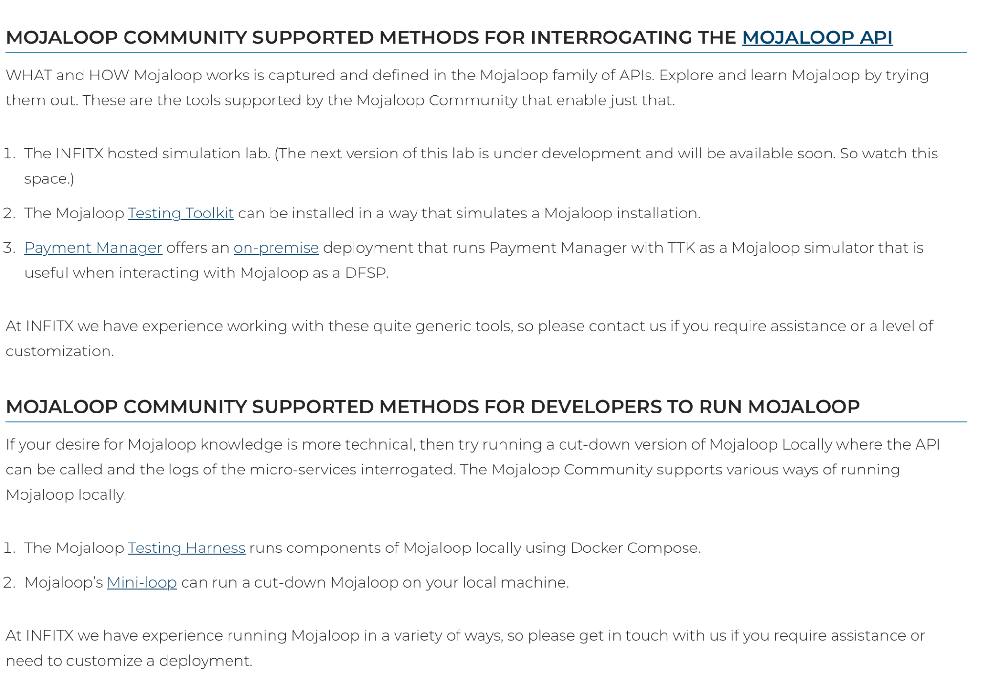 MOJALOOP COMMUNITY SUPPORTED METHODS FOR INTERROGATING THE MOJALOOP API
WHAT and HOW Mojaloop works is captured and defined in the Mojaloop family of APIs. Explore and learn Mojaloop by trying
them out. These are the tools supported by the Mojaloop Community that enable just that.
1. The INFITX hosted simulation lab. (The next version of this lab is under development and will be available soon. So watch this
space.)
2. The Mojaloop Testing Toolkit can be installed in a way that simulates a Mojaloop installation.
3. Payment Manager offers an on-premise deployment that runs Payment Manager with TTK as a Mojaloop simulator that is
useful when interacting with Mojaloop as a DFSP.
At INFITX we have experience working with these quite generic tools, so please contact us if you require assistance or a level of
customization.
MOJALOOP COMMUNITY SUPPORTED METHODS FOR DEVELOPERS TO RUN MOJALOOP
If your desire for Mojaloop knowledge is more technical, then try running a cut-down version of Mojaloop Locally where the API
can be called and the logs of the micro-services interrogated. The Mojaloop Community supports various ways of running
Mojaloop locally.
1. The Mojaloop Testing Harness runs components of Mojaloop locally using Docker Compose.
2. Mojaloop’s Mini-loop can run a cut-down Mojaloop on your local machine.
At INFITX we have experience running Mojaloop in a variety of ways, so please get in touch with us if you require assistance or
need to customize a deployment.